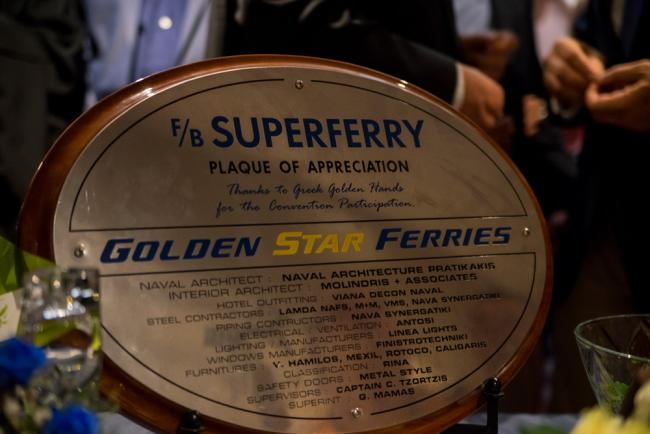 F/B SUPERFERRY
PLAQUE OF APPRECIATION
Thanks to Greek Golden Hands
for the Convention Participation.
GOLDEN STAR FERRIES
NAVAL ARCHITECT : NAVAL ARCHITECTURE PRATIKAKIS
INTERIOR ARCHITECT : MOLINDRIS + ASSOCIATES
HOTEL OUTFITTING : VIANA DECON NAVAL
STEEL CONTRACTORS : LAMDA NAFS, M+M, VMS, NAVA SYNERGATIKI
PIPING CONSTRUCTORS : NAVA SYNERGATIKI
ELECTRICAL / VENTILATION : ANTOSI
LIGHTING / MANUFACTURERS : LINEA LIGHTS
WINDOWS MANUFACTURERS : FINISTROTECHNIKI
FURNITURES : Y. HAMILOS, MEXIL, ROTOCO, CALIGARIS
CLASSIFICATION : RINA
SAFETY DOORS : METAL STYLE
SUPERVISORS : CAPTAIN C. TZORTZIS
SUPERINT : G. MAMAS